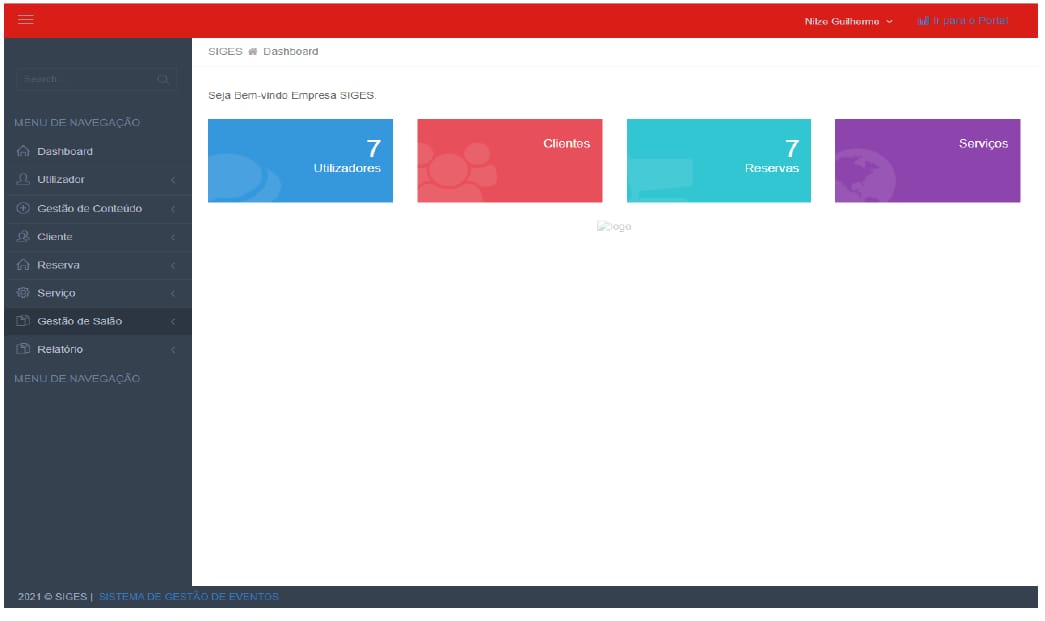 Nilzo Guilherme
Ir para o Portal
SIGES Dashboard
Search...
Seja Bem-vindo Empresa SIGES.
MENU DE NAVEGAÇÃO
Dashboard
Utilizador
Gestão de Conteúdo
Cliente
Reserva
Serviço
Gestão de Salão
Relatório
MENU DE NAVEGAÇÃO
7
Utilizadores
Clientes
7
Reservas
Serviços
logo
2021 © SIGES | SISTEMA DE GESTÃO DE EVENTOS